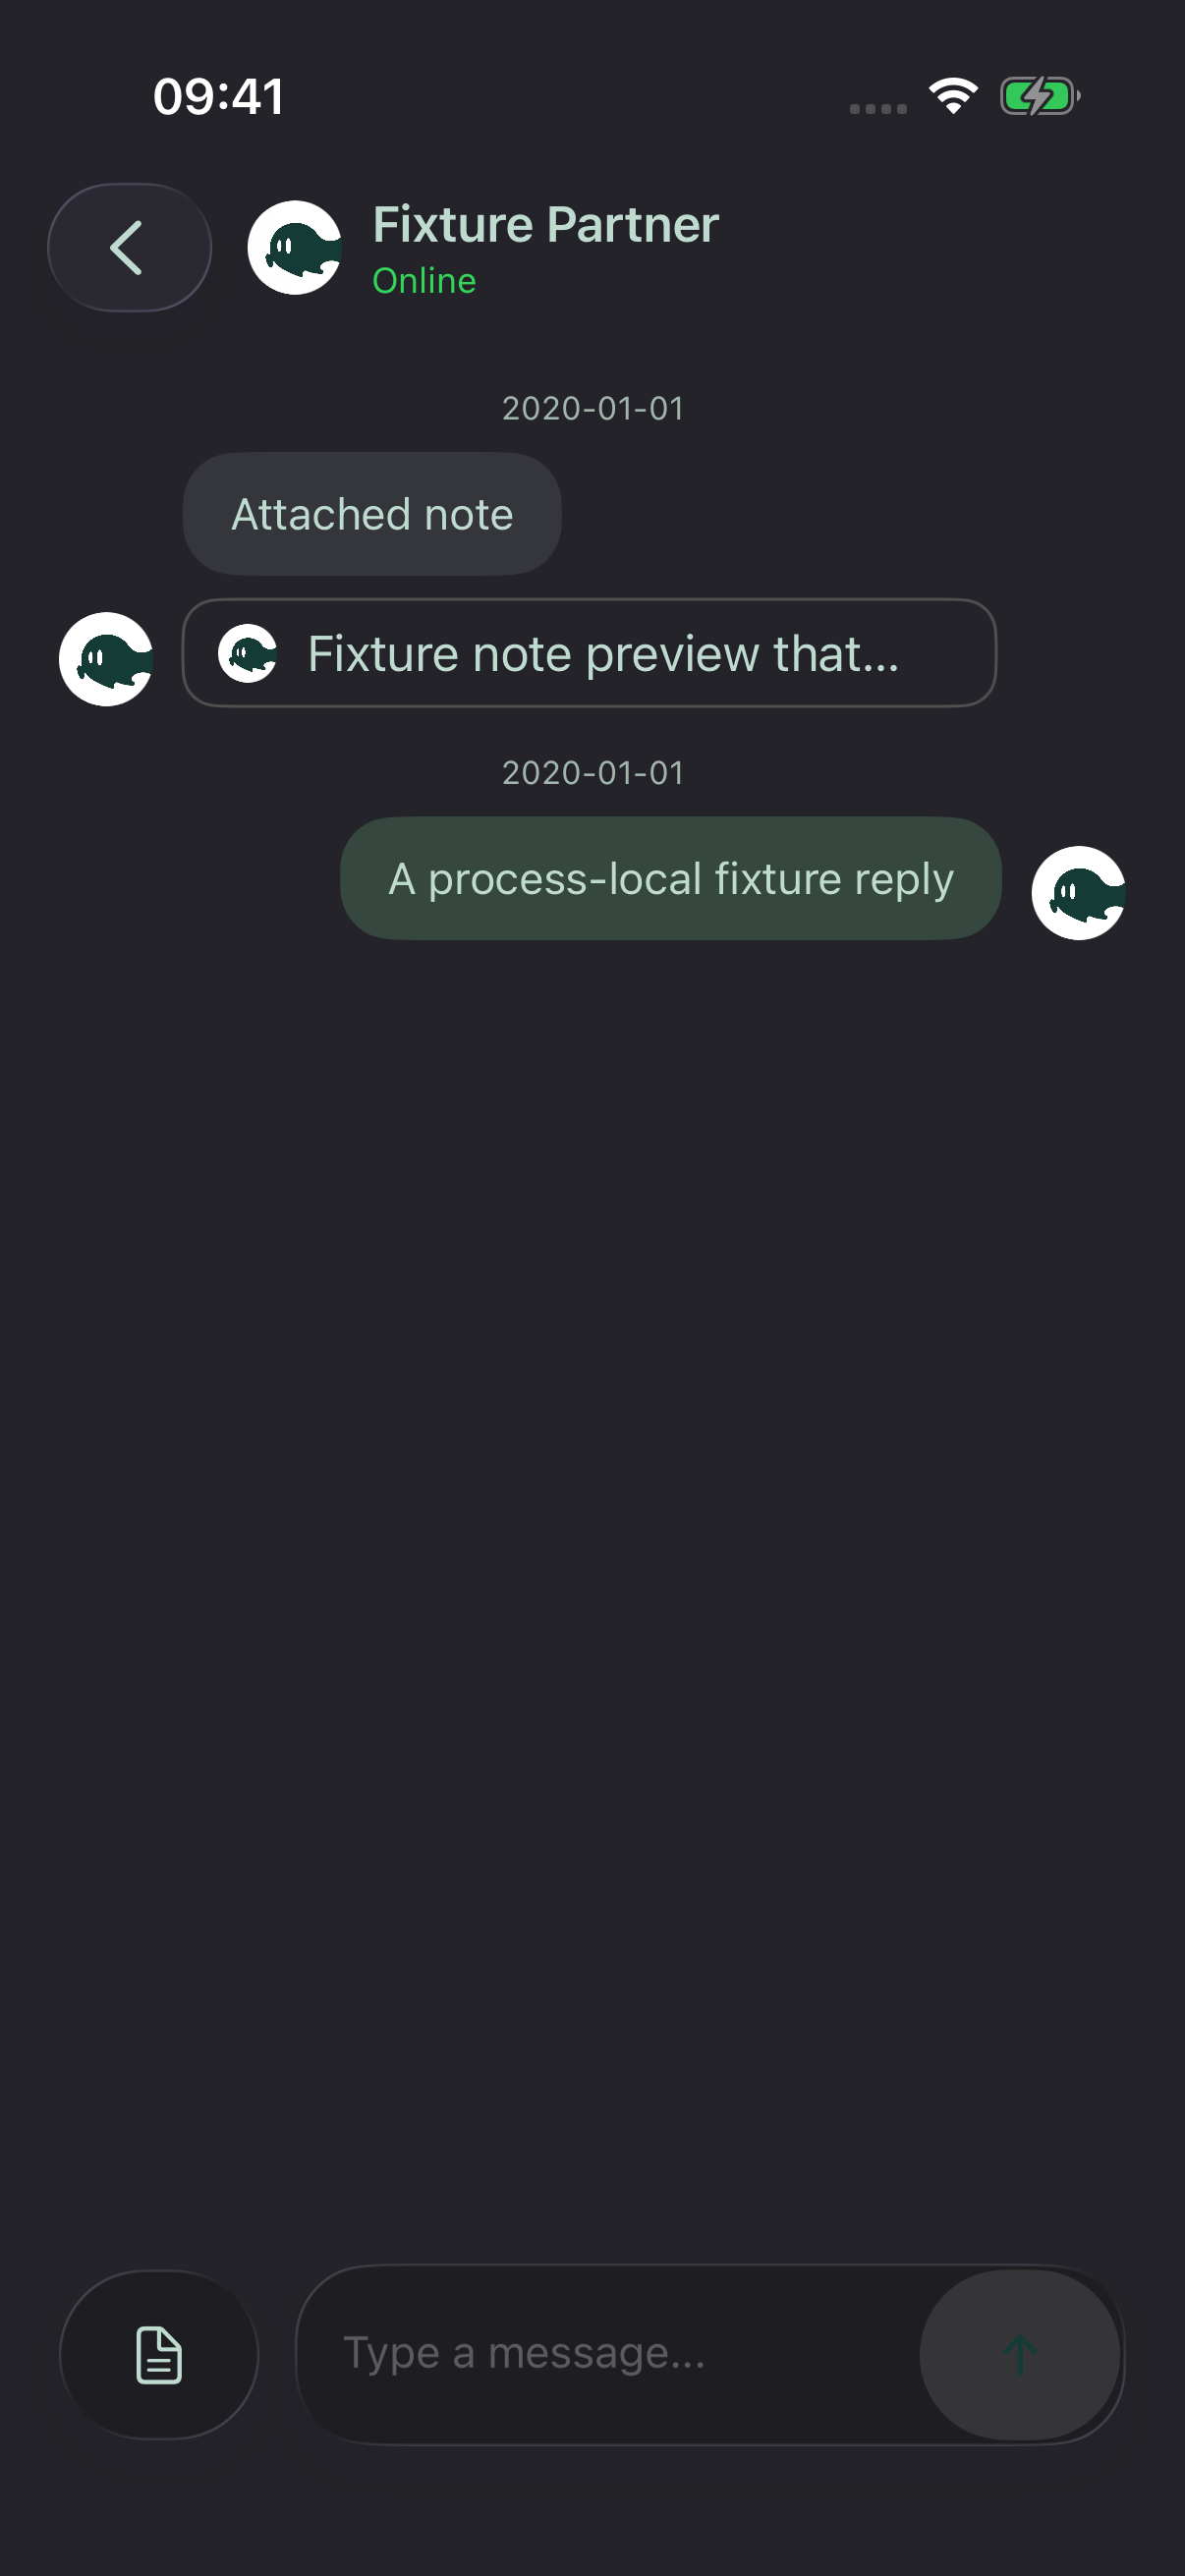 09:41
Fixture Partner
Online
2020-01-01
Attached note
Fixture note preview that...
2020-01-01
A process-local fixture reply
Type a message...